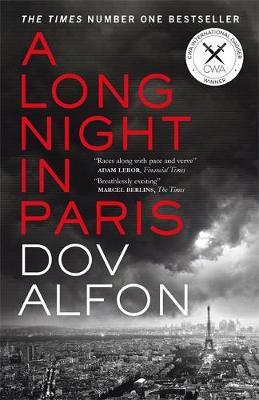 THE TIMES NUMBER ONE BESTSELLER
A
LONG
NIGHT
IN
PARIS
CWA INTERNATIONAL DAGGER
CWA
WINNER
"Races along with pace and verve"
ADAM LEBOR, Financial Times
"Breathlessly exciting"
MARCEL BERLINS, The Times
DOV
ALFON